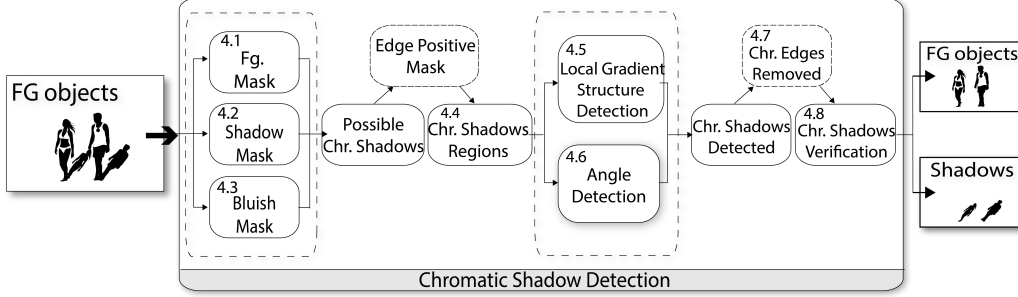 FG objects
4.1
Fg.
Mask
4.2
Shadow
Mask
4.3
Bluish
Mask
Edge Positive
Mask
Possible
Chr. Shadows
4.4
Chr. Shadows
Regions
4.5
Local Gradient
Structure
Detection
4.6
Angle
Detection
Chr. Shadows
Detected
4.7
Chr. Edges
Removed
4.8
Chr. Shadows
Verification
FG objects
Shadows
Chromatic Shadow Detection